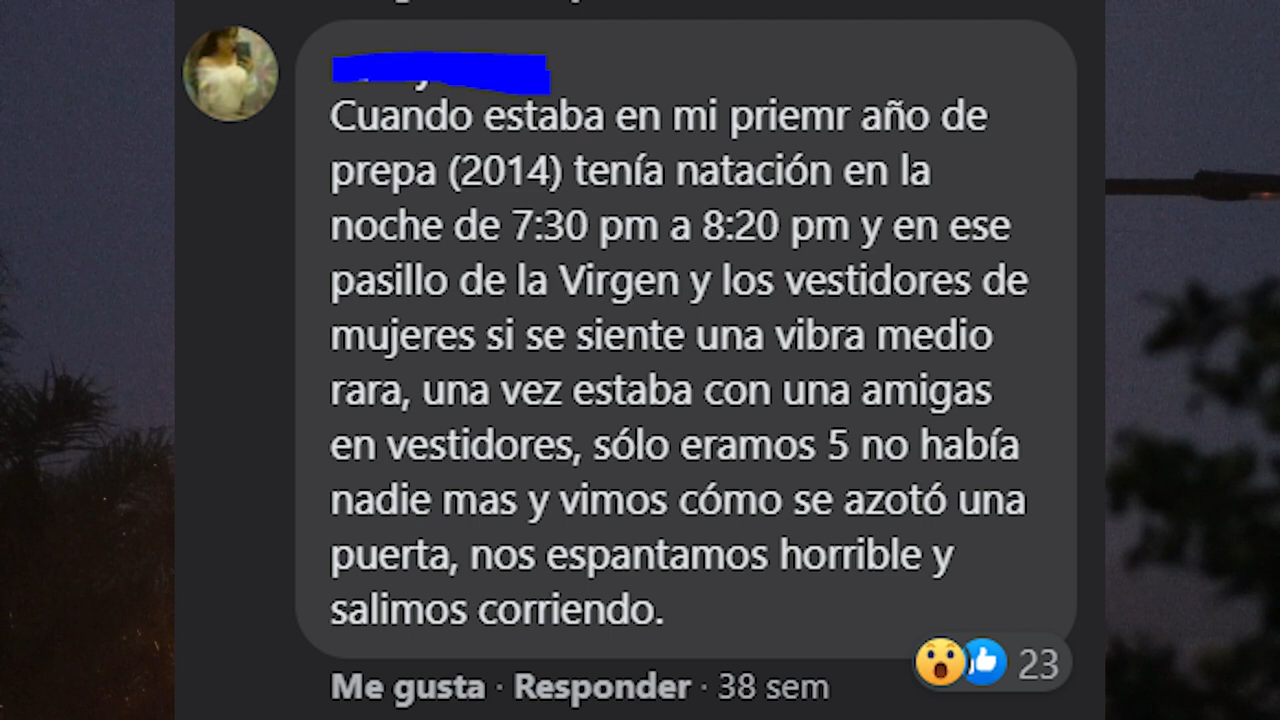 Cuando estaba en mi priemr año de
prepa (2014) tenía natación en la
noche de 7:30 pm a 8:20 pm y en ese
pasillo de la Virgen y los vestidores de
mujeres si se siente una vibra medio
rara, una vez estaba con una amigas
en vestidores, sólo eramos 5 no había
nadie mas y vimos cómo se azotó una
puerta, nos espantamos horrible y
salimos corriendo.
23
Me gusta · Responder · 38 sem